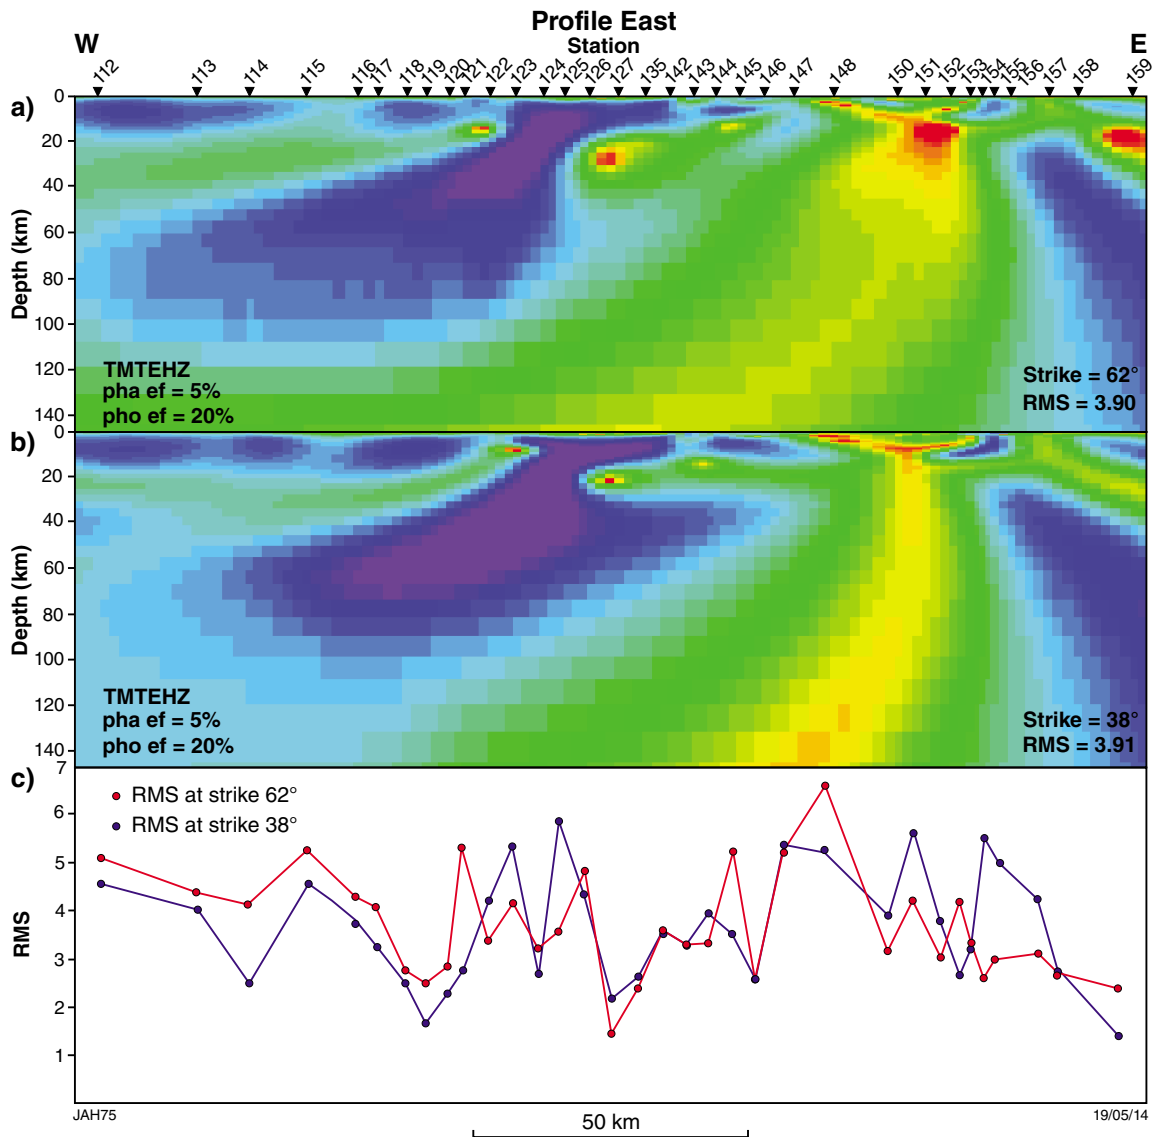 Profile East
W
Station
E
112 113 114 115 116 117 118 119 120 121 122 123 124 125 126 127 135 142 143 144 145 146 147 148 150 151 152 153 154 155 156 157 158 159
a)
0
20
40
60
80
100
120
140
Depth (km)
TMTEHZ
pha ef = 5%
pho ef = 20%
Strike = 62°
RMS = 3.90
b)
0
20
40
60
80
100
120
140
Depth (km)
TMTEHZ
pha ef = 5%
pho ef = 20%
Strike = 38°
RMS = 3.91
c)
7
6
5
4
3
2
1
RMS
RMS at strike 62°
RMS at strike 38°
JAH75
50 km
19/05/14